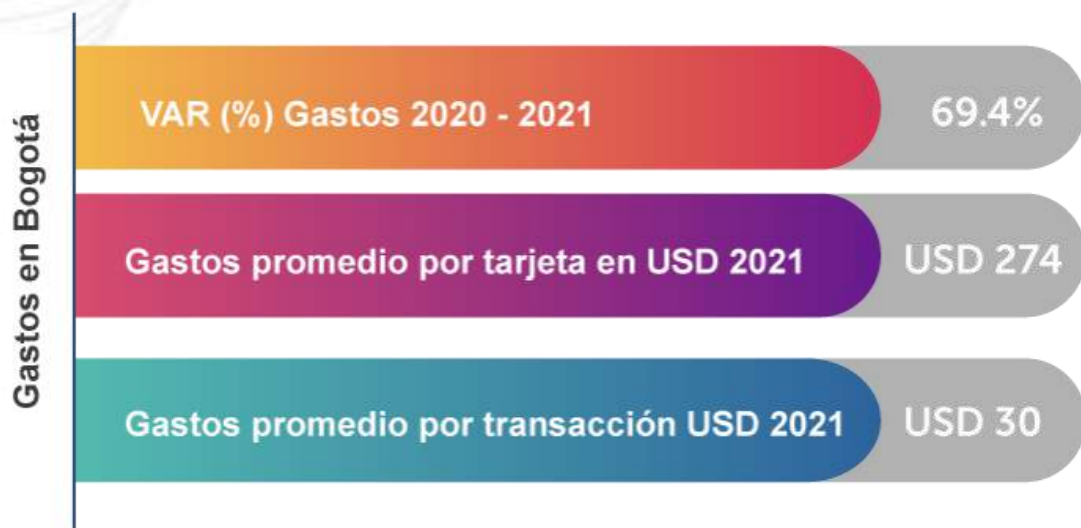 Gastos en Bogotá
VAR (%) Gastos 2020 - 2021
69.4%
Gastos promedio por tarjeta en USD 2021
USD 274
Gastos promedio por transacción USD 2021
USD 30